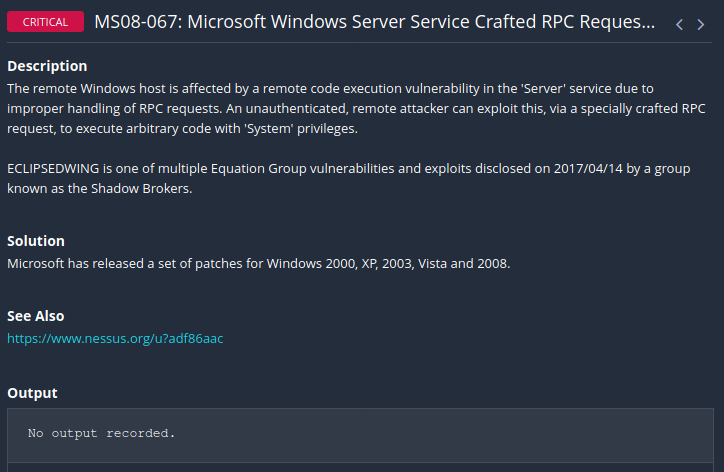 CRITICAL MS08-067: Microsoft Windows Server Service Crafted RPC Reques...
Description
The remote Windows host is affected by a remote code execution vulnerability in the 'Server' service due to
improper handling of RPC requests. An unauthenticated, remote attacker can exploit this, via a specially crafted RPC
request, to execute arbitrary code with 'System' privileges.
ECLIPSEDWING is one of multiple Equation Group vulnerabilities and exploits disclosed on 2017/04/14 by a group
known as the Shadow Brokers.
Solution
Microsoft has released a set of patches for Windows 2000, XP, 2003, Vista and 2008.
See Also
https://www.nessus.org/u?adf86aac
Output
No output recorded.